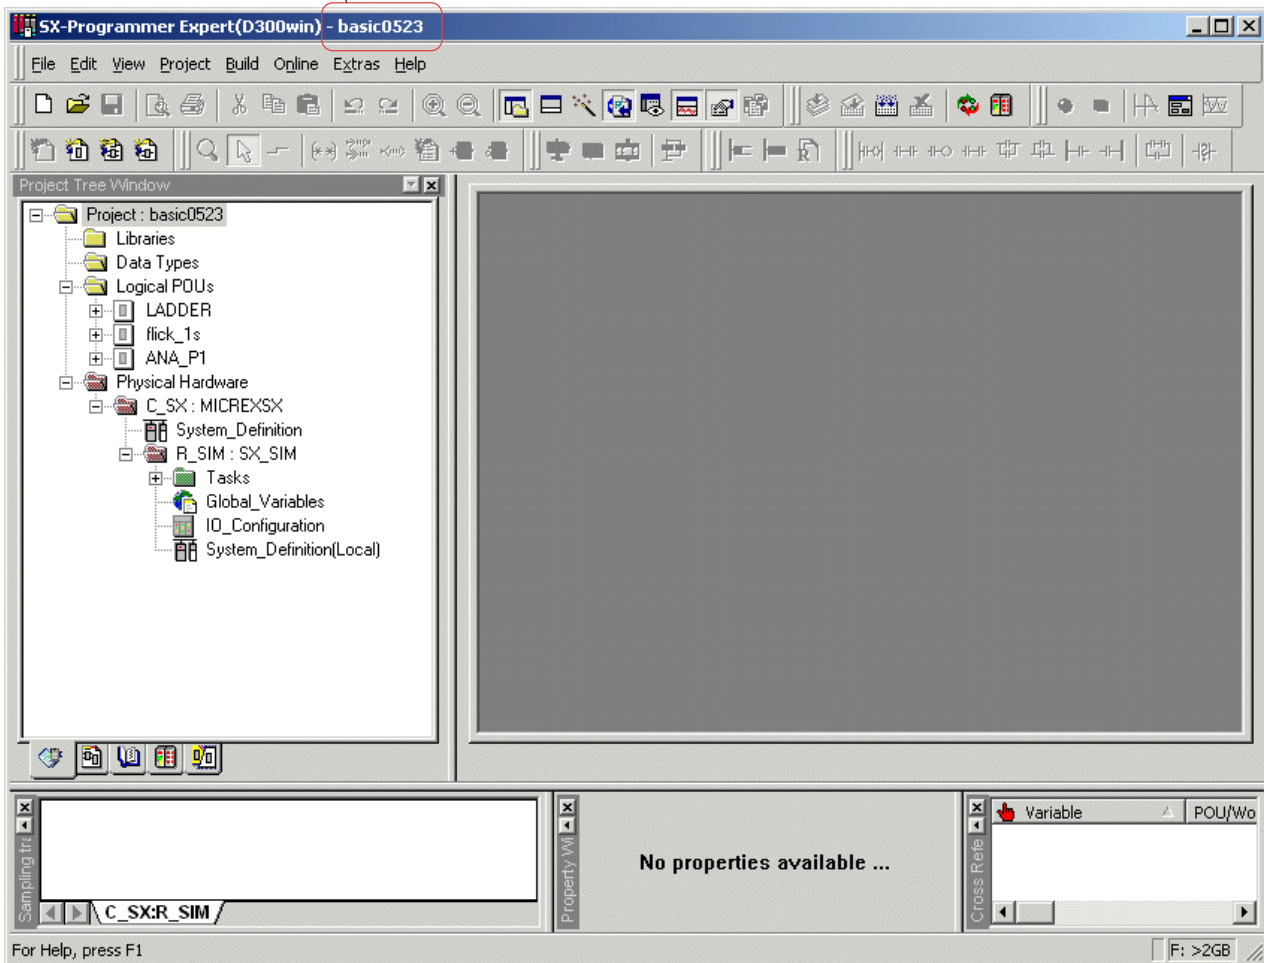 SX-Programmer Expert(D300win) - basic0523
File Edit View Project Build Online Extras Help
Project Tree Window
Project : basic0523
Libraries
Data Types
Logical POUs
LADDER
flick_1s
ANA_P1
Physical Hardware
C_SX : MICREXSX
System_Definition
R_SIM : SX_SIM
Tasks
Global_Variables
IO_Configuration
System_Definition(Local)
Sampling tra
C_SX:R_SIM
Property Wi
No properties available ...
Cross Refe
Variable POU/Wo
For Help, press F1
F: >2GB